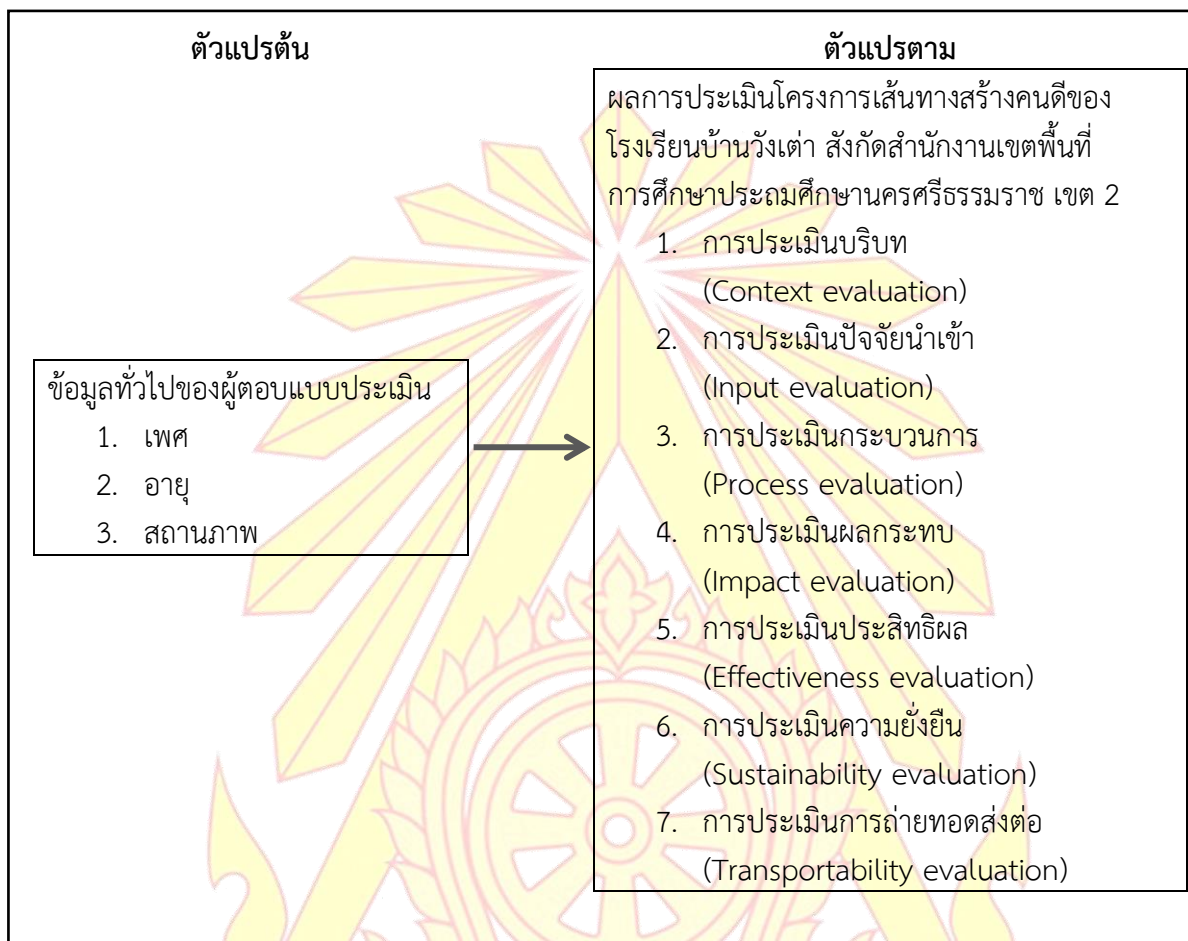 ตัวแปรต้น
ตัวแปรตาม
ข้อมูลทั่วไปของผู้ตอบแบบประเมิน
1. เพศ
2. อายุ
3. สถานภาพ
ผลการประเมินโครงการเส้นทางสร้างคนดีของ
โรงเรียนบ้านวังเต่า สังกัดสำนักงานเขตพื้นที่
การศึกษาประถมศึกษานครศรีธรรมราช เขต 2
1. การประเมินบริบท
(Context evaluation)
2. การประเมินปัจจัยนำเข้า
(Input evaluation)
3. การประเมินกระบวนการ
(Process evaluation)
4. การประเมินผลกระทบ
(Impact evaluation)
5. การประเมินประสิทธิผล
(Effectiveness evaluation)
6. การประเมินความยั่งยืน
(Sustainability evaluation)
7. การประเมินการถ่ายทอดส่งต่อ
(Transportability evaluation)